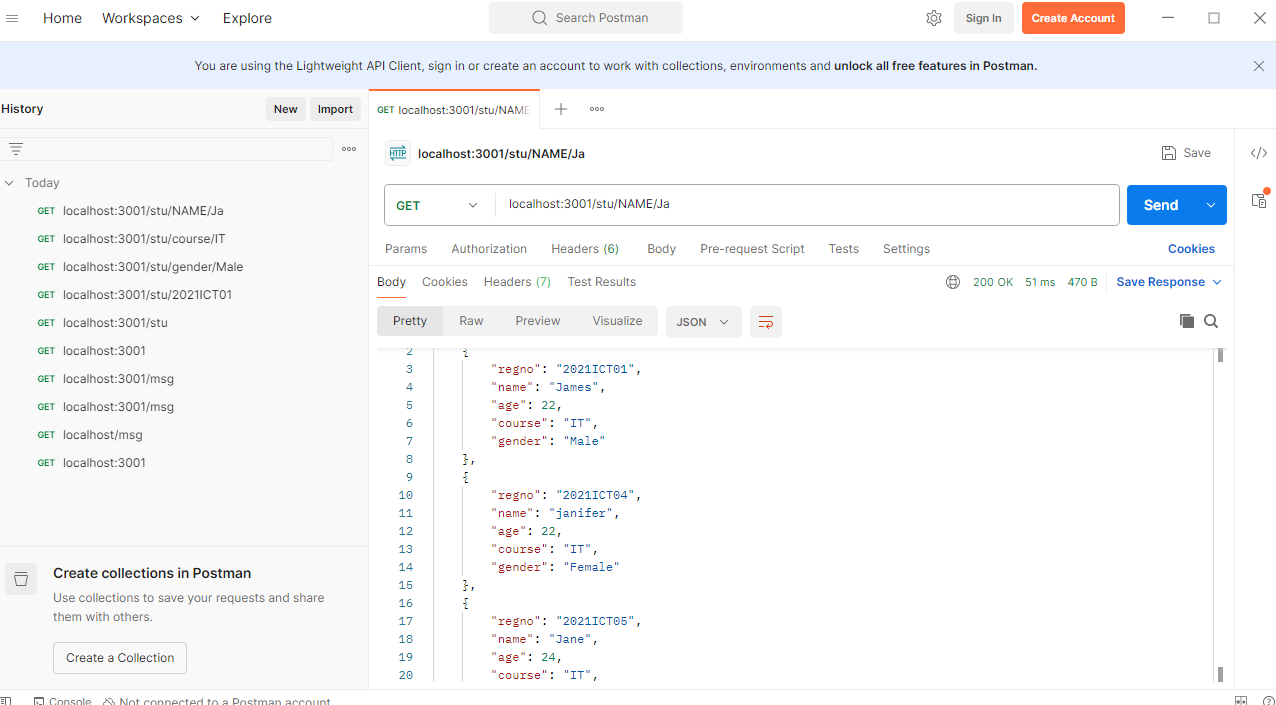 Home Workspaces Explore Search Postman Sign In Create Account
You are using the Lightweight API Client, sign in or create an account to work with collections, environments and unlock all free features in Postman.
History New Import
GET localhost:3001/stu/NAME
HTTP localhost:3001/stu/NAME/Ja Save
Today
GET localhost:3001/stu/NAME/Ja
GET localhost:3001/stu/course/IT
GET localhost:3001/stu/gender/Male
GET localhost:3001/stu/2021ICT01
GET localhost:3001/stu
GET localhost:3001
GET localhost:3001/msg
GET localhost:3001/msg
GET localhost/msg
GET localhost:3001
Create collections in Postman
Use collections to save your requests and share
them with others.
Create a Collection
GET localhost:3001/stu/NAME/Ja Send
Params Authorization Headers (6) Body Pre-request Script Tests Settings Cookies
Body Cookies Headers (7) Test Results 200 OK 51 ms 470 B Save Response
Pretty Raw Preview Visualize JSON
2 {
3 "regno": "2021ICT01",
4 "name": "James",
5 "age": 22,
6 "course": "IT",
7 "gender": "Male"
8 },
9 {
10 "regno": "2021ICT04",
11 "name": "janifer",
12 "age": 22,
13 "course": "IT",
14 "gender": "Female"
15 },
16 {
17 "regno": "2021ICT05",
18 "name": "Jane",
19 "age": 24,
20 "course": "IT",
Console Not connected to a Postman account